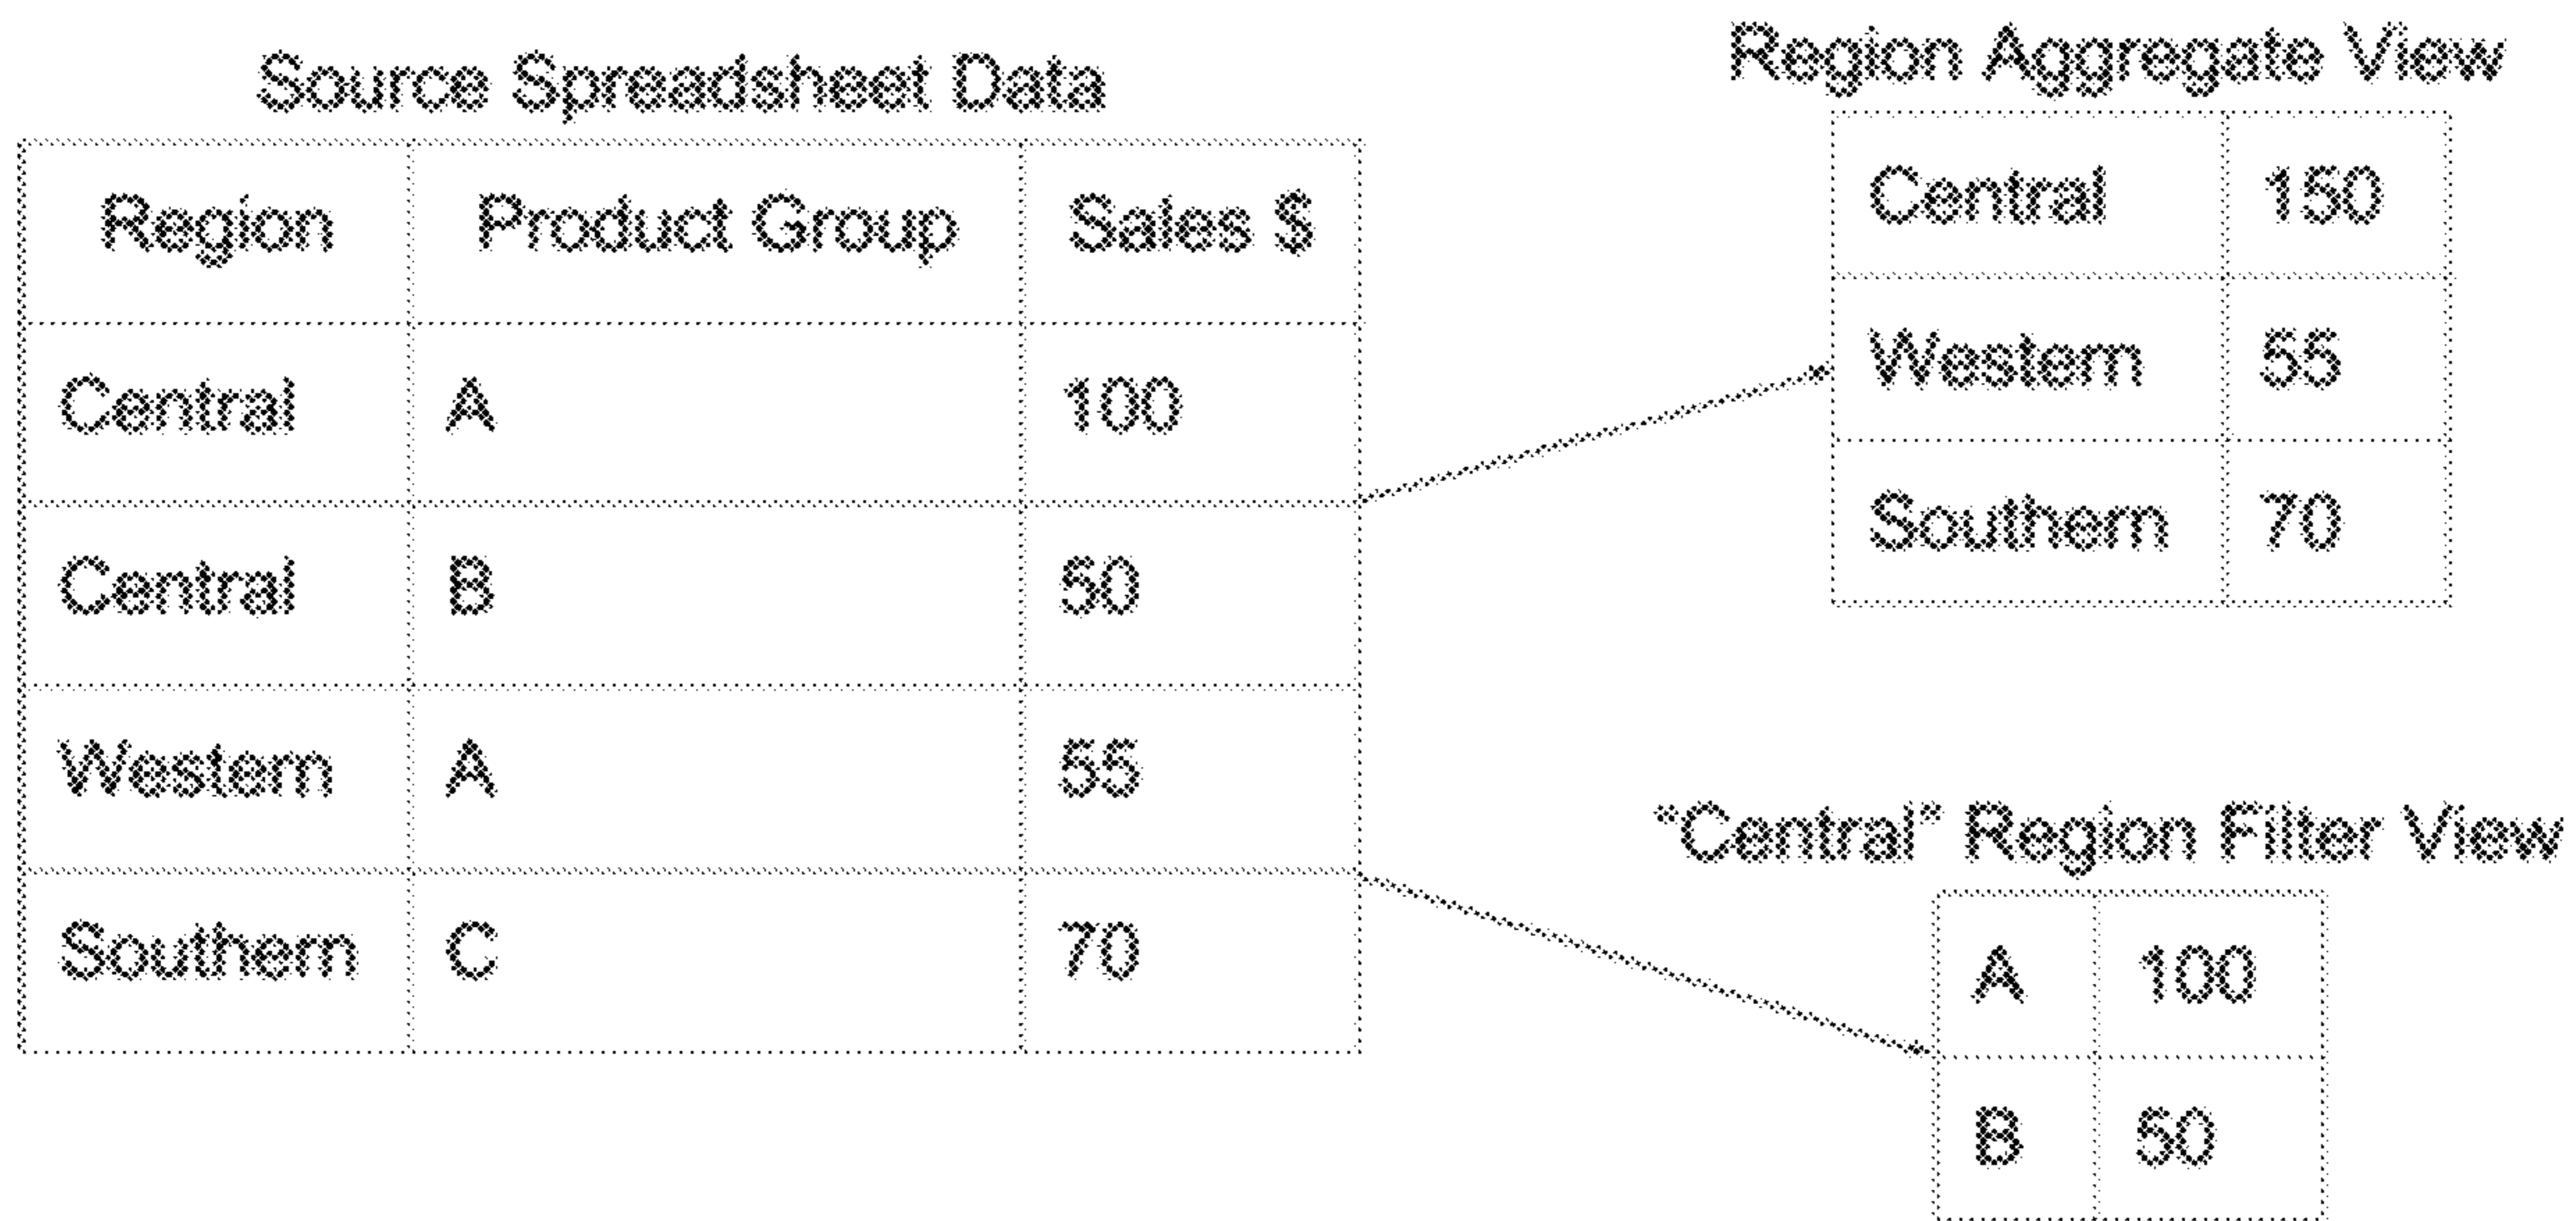 Source Spreadsheet Data
Region Product Group Sales $
Central A 100
Central B 50
Western A 55
Southern C 70
Region Aggregate View
Central 150
Western 55
Southern 70
“Central” Region Filter View
A 100
B 50